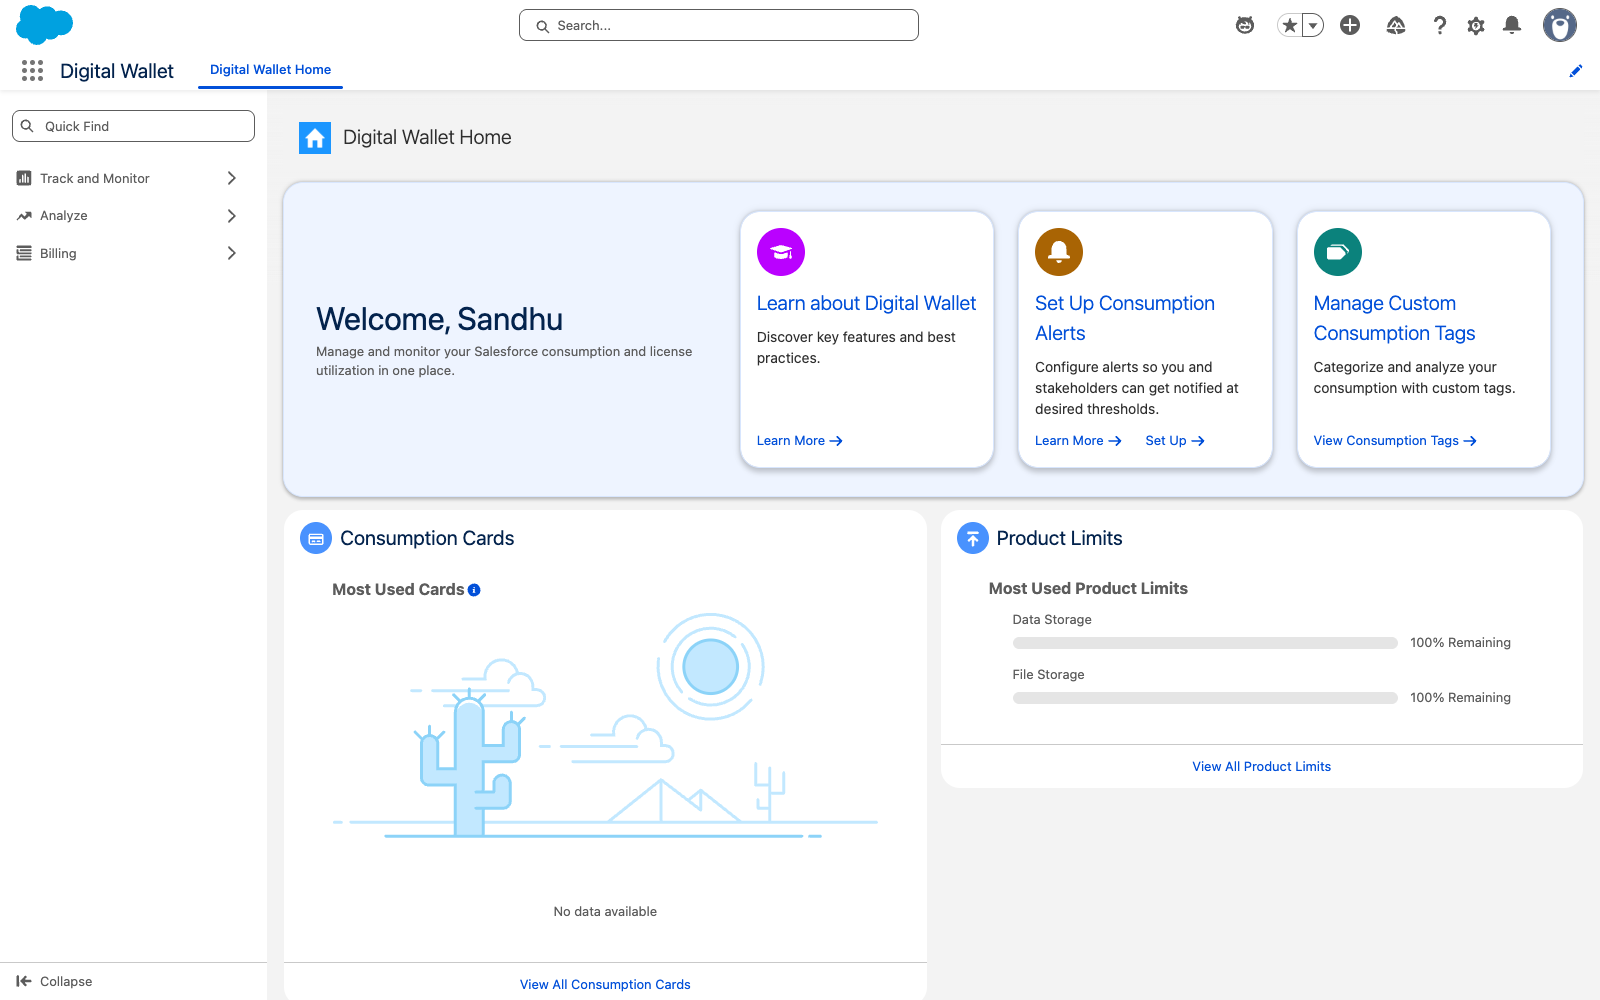 Search...
Digital Wallet
Digital Wallet Home
Quick Find
Track and Monitor
Analyze
Billing
Collapse
Digital Wallet Home
Welcome, Sandhu
Manage and monitor your Salesforce consumption and license
utilization in one place.
Learn about Digital Wallet
Discover key features and best
practices.
Learn More
Set Up Consumption
Alerts
Configure alerts so you and
stakeholders can get notified at
desired thresholds.
Learn More
Set Up
Manage Custom
Consumption Tags
Categorize and analyze your
consumption with custom tags.
View Consumption Tags
Consumption Cards
Most Used Cards
No data available
View All Consumption Cards
Product Limits
Most Used Product Limits
Data Storage
100% Remaining
File Storage
100% Remaining
View All Product Limits